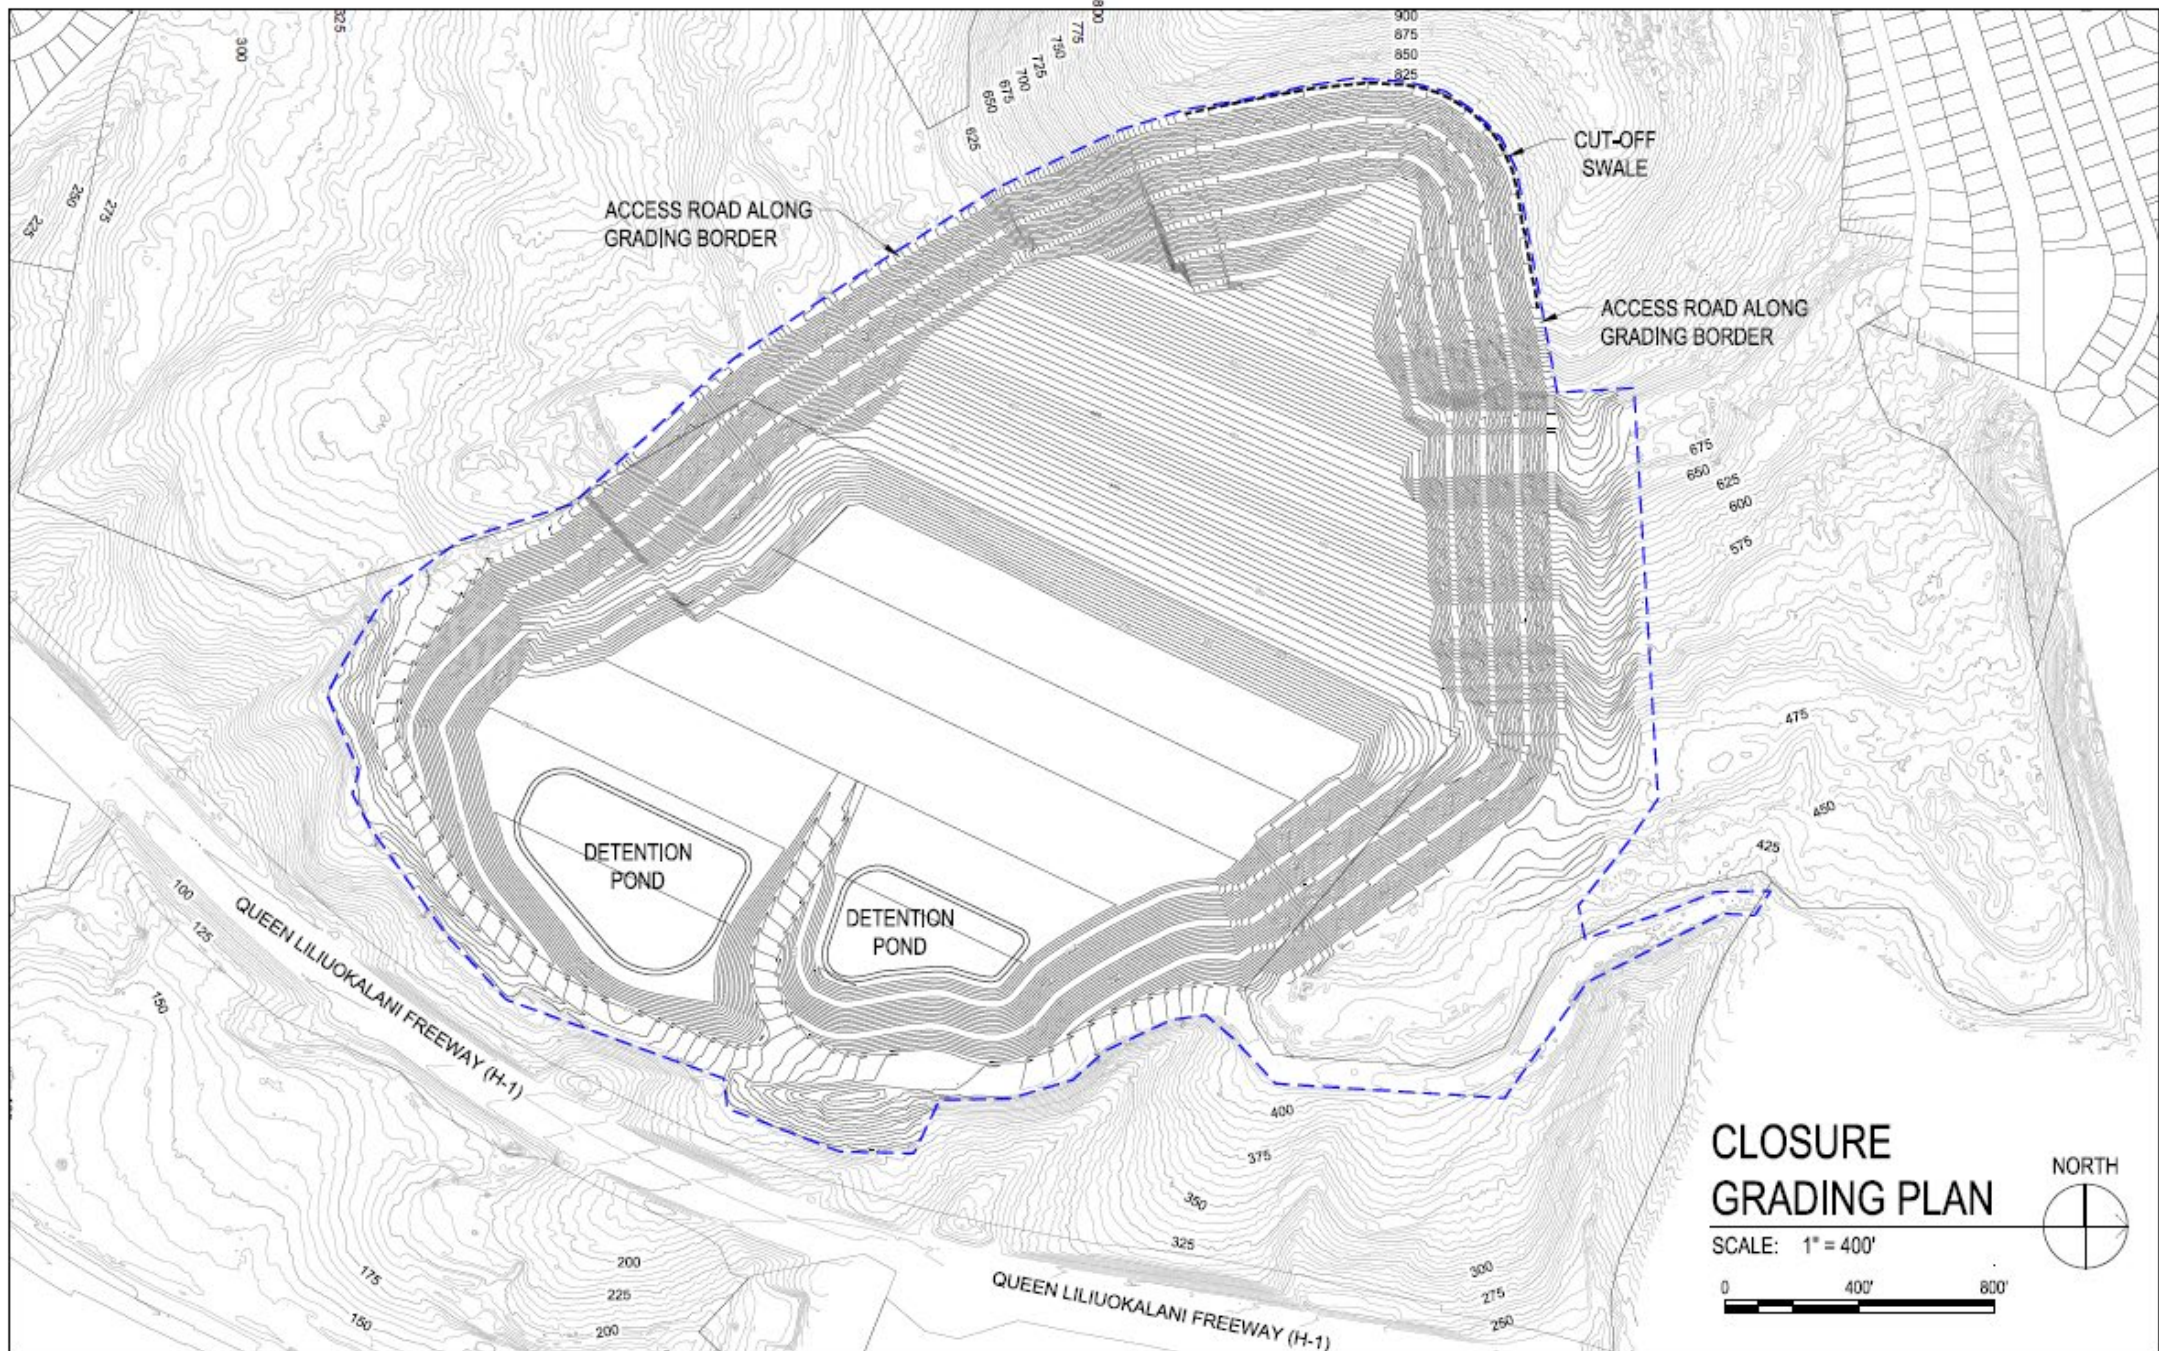 325
300
800
775
750
725
700
675
650
625
900
875
850
825
CUT-OFF
SWALE
250
275
225
ACCESS ROAD ALONG
GRADING BORDER
ACCESS ROAD ALONG
GRADING BORDER
675
650
625
600
575
475
450
425
DETENTION
POND
DETENTION
POND
100
125
150
QUEEN LILIUOKALANI FREEWAY (H-1)
400
375
350
325
300
275
250
175
150
200
225
200
QUEEN LILIUOKALANI FREEWAY (H-1)
CLOSURE
GRADING PLAN
NORTH
SCALE: 1" = 400'
0 400' 800'